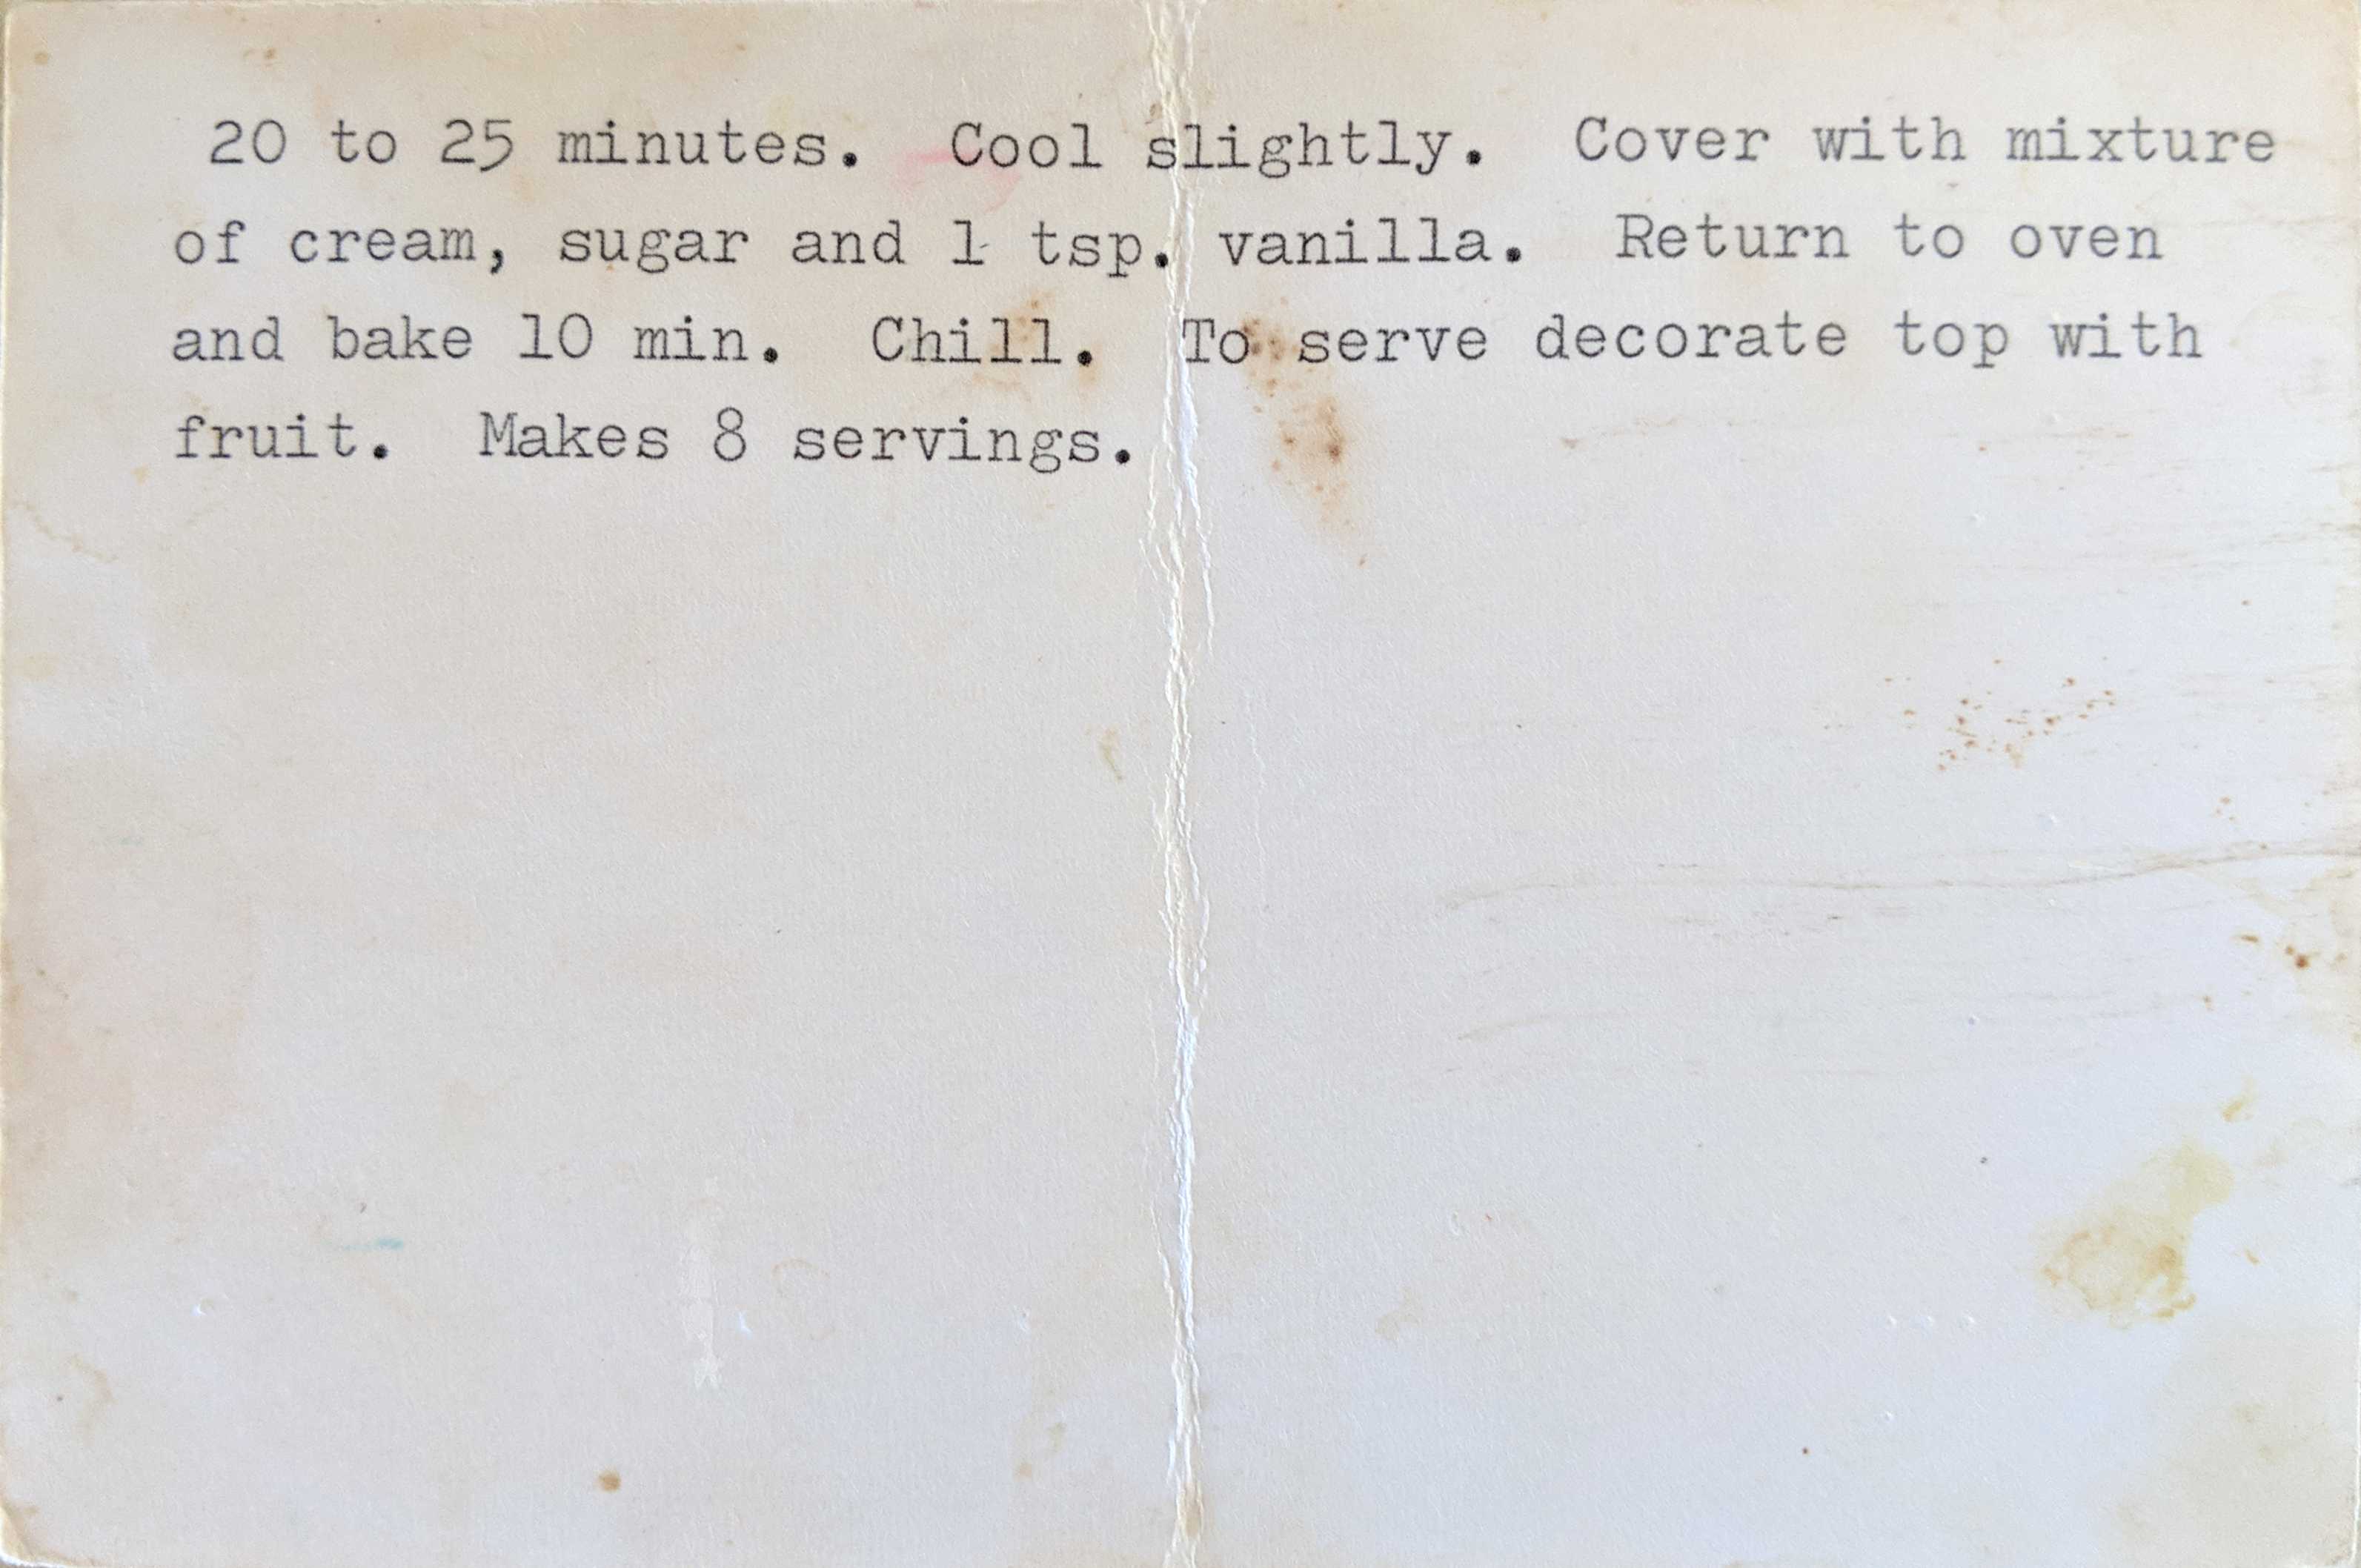 20 to 25 minutes.  Cool slightly.  Cover with mixture
of cream, sugar and 1 tsp. vanilla.  Return to oven
and bake 10 min.  Chill.  To serve decorate top with
fruit.  Makes 8 servings.